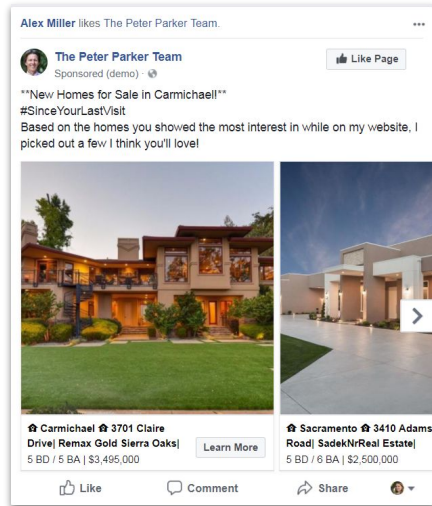 Alex Miller likes The Peter Parker Team.
The Peter Parker Team
Like Page
Sponsored (demo) ·
**New Homes for Sale in Carmichael!**
#SinceYourLastVisit
Based on the homes you showed the most interest in while on my website, I
picked out a few I think you'll love!
Carmichael 3701 Claire
Drive| Remax Gold Sierra Oaks|
5 BD / 5 BA | $3,495,000
Learn More
Sacramento 3410 Adams
Road| SadekNrReal Estate|
5 BD / 6 BA | $2,500,000
Like
Comment
Share